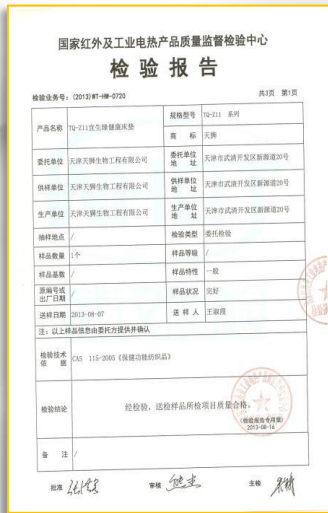 国家红外及工业电热产品质量监督检验中心
检验报告
检验业务号：(2013)WT-HW-0720 共3页 第1页
产品名称 TQ-Z11宜生缘健康床垫 规格型号 TQ-Z11 系列
商标 天狮
委托单位 天津天狮生物工程有限公司 委托单位地址 天津市武清开发区新源道20号
供样单位 天津天狮生物工程有限公司 供样单位地址 天津市武清开发区新源道20号
生产单位 天津天狮生物工程有限公司 生产单位地址 天津市武清开发区新源道20号
抽样地点 / 检验类型 委托检验
样品数量 1个 样品等级 /
样品基数 / 样品特性 一般
原编号或出厂日期 / 样品状况 完好
送样日期 2013-08-07 送样人 王淑霞
注：以上样品信息由委托方提供并确认
检验技术依据 CAS 115-2005《保健功能纺织品》
检验结论 经检验，送检样品所检项目质量合格。
(检验报告专用章)
2013-08-16
备注 /
批准 审核 主检